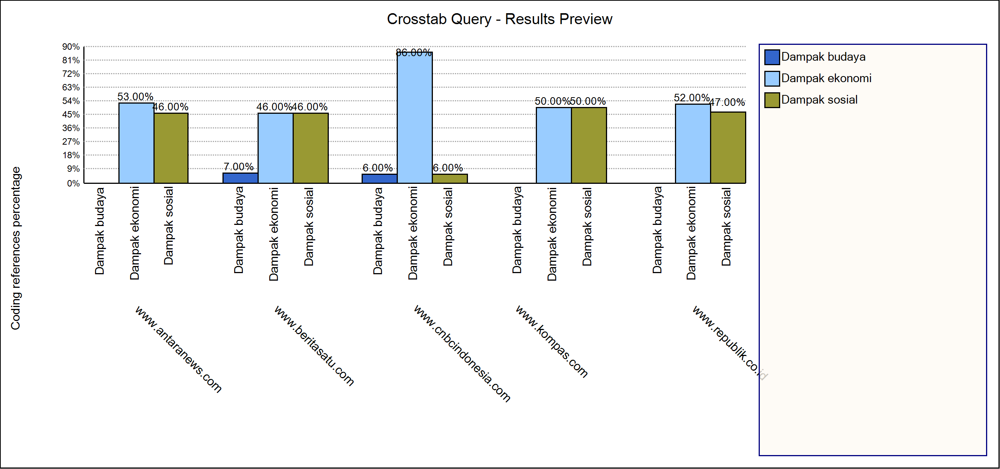 Crosstab Query - Results Preview
90%
81%
72%
63%
54%
45%
36%
27%
18%
9%
0%
Coding references percentage
53.00%
46.00%
7.00%
46.00%
46.00%
6.00%
86.00%
6.00%
50.00%
50.00%
52.00%
47.00%
Dampak budaya
Dampak ekonomi
Dampak sosial
Dampak budaya
Dampak ekonomi
Dampak sosial
Dampak budaya
Dampak ekonomi
Dampak sosial
Dampak budaya
Dampak ekonomi
Dampak sosial
Dampak budaya
Dampak ekonomi
Dampak sosial
www.antaranews.com
www.beritasatu.com
www.cnbcindonesia.com
www.kompas.com
www.republik.co.id
Dampak budaya
Dampak ekonomi
Dampak sosial